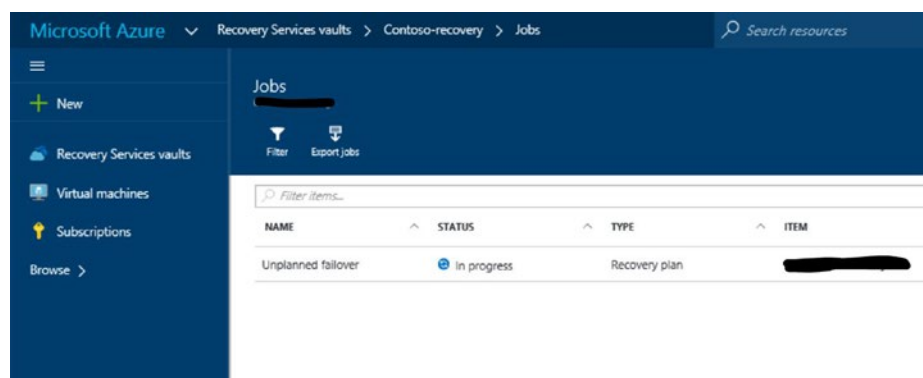 Microsoft Azure Recovery Services vaults > Contoso-recovery > Jobs Search resources
New
Recovery Services vaults
Virtual machines
Subscriptions
Browse >
Jobs
Filter Export jobs
Filter items...
NAME STATUS TYPE ITEM
Unplanned failover In progress Recovery plan